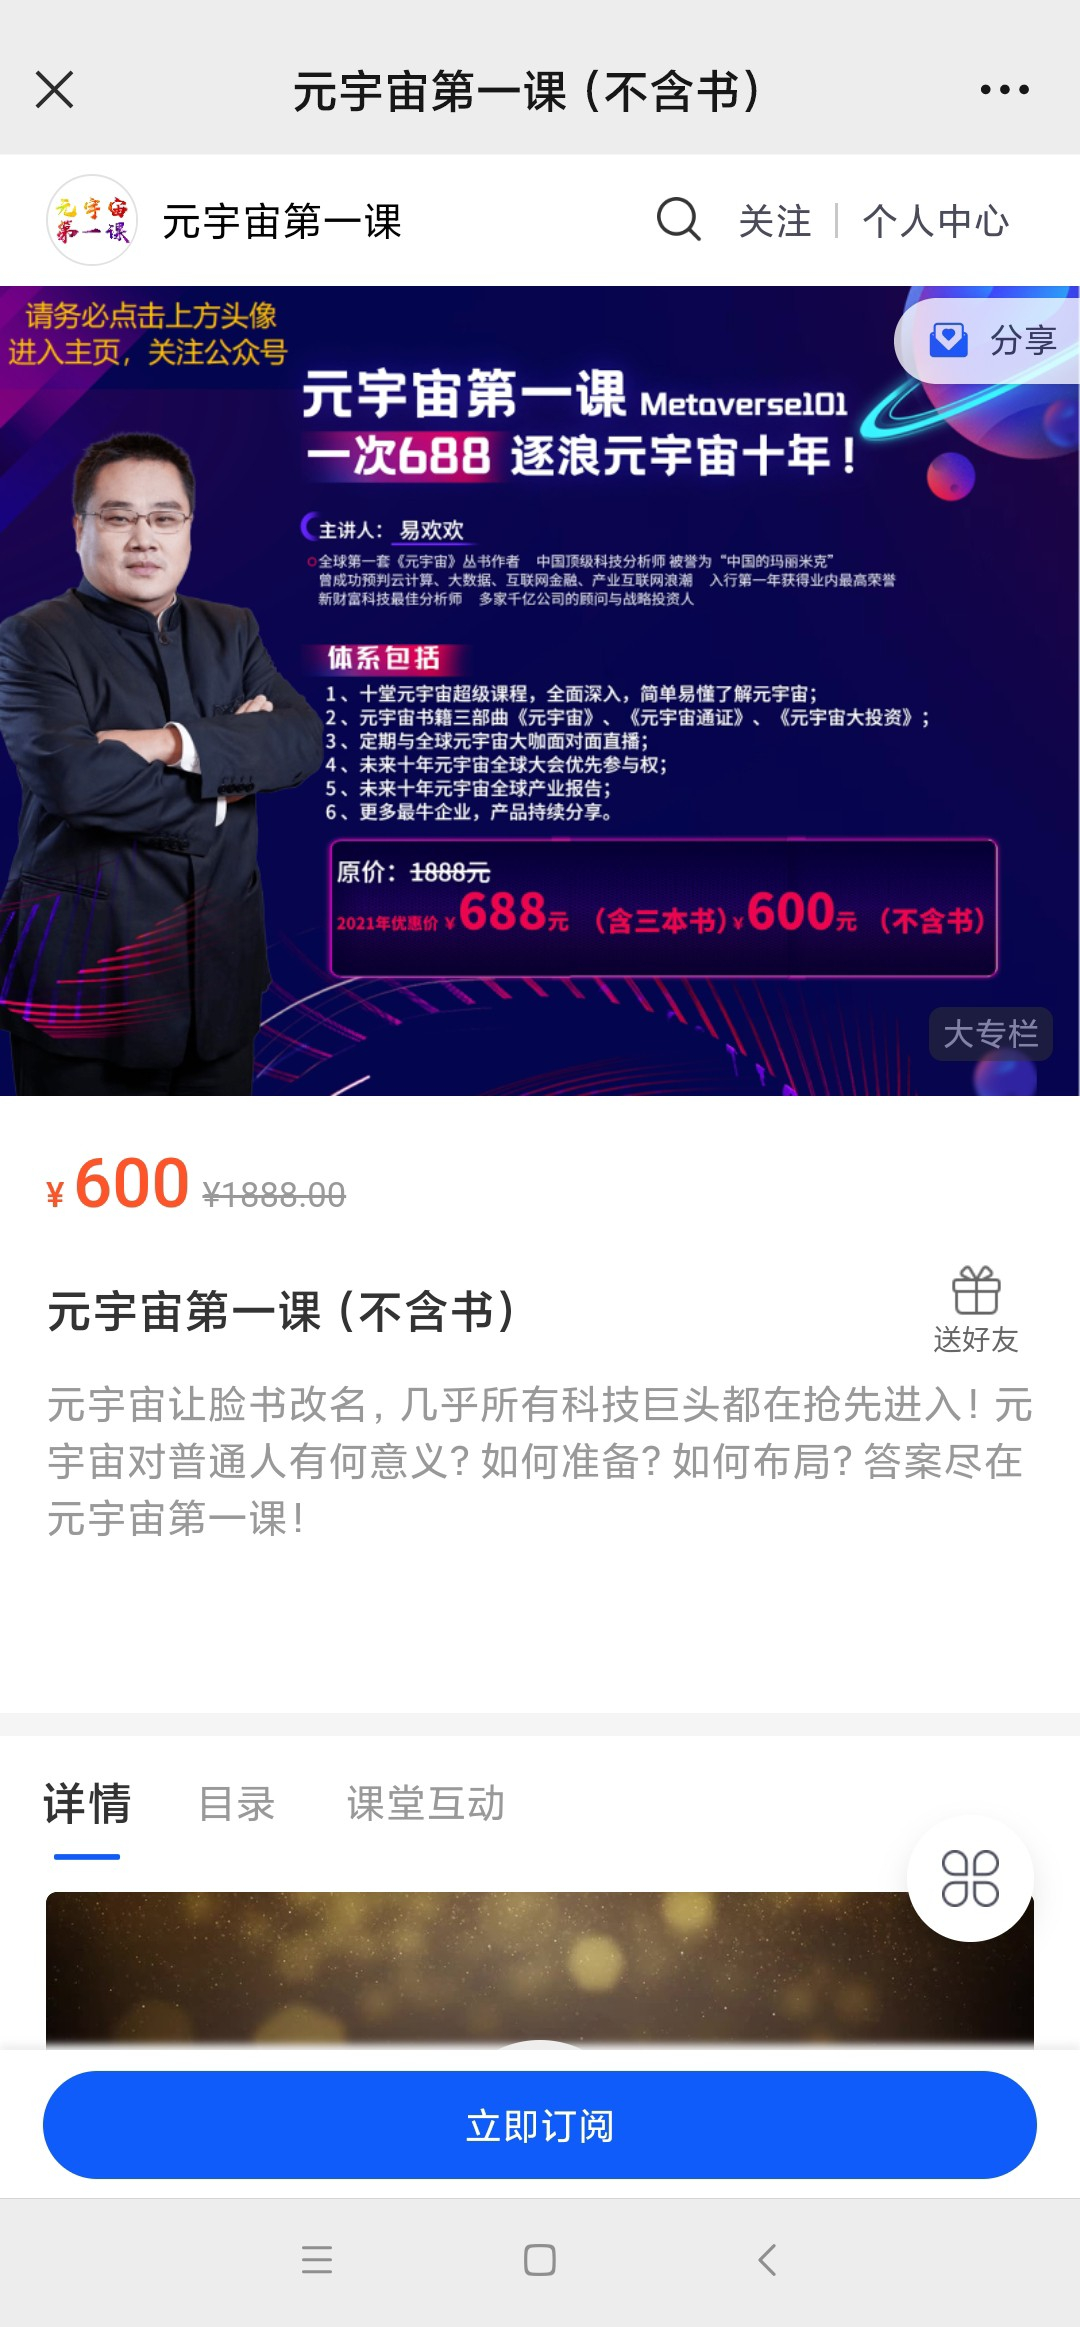 元宇宙第一课（不含书）
元宇宙
第一课
元宇宙第一课
关注
个人中心
请务必点击上方头像
进入主页，关注公众号
分享
元宇宙第一课 Metaverse101
一次688 逐浪元宇宙十年！
主讲人： 易欢欢
全球第一套《元宇宙》丛书作者 中国顶级科技分析师 被誉为“中国的玛丽米克”
曾成功预判云计算、大数据、互联网金融、产业互联网浪潮 入行第一年获得业内最高荣誉
新财富科技最佳分析师 多家千亿公司的顾问与战略投资人
体系包括
1、十堂元宇宙超级课程，全面深入，简单易懂了解元宇宙；
2、元宇宙书籍三部曲《元宇宙》、《元宇宙通证》、《元宇宙大投资》；
3、定期与全球元宇宙大咖面对面直播；
4、未来十年元宇宙全球大会优先参与权；
5、未来十年元宇宙全球产业报告；
6、更多最牛企业，产品持续分享。
原价：1888元
2021年优惠价 ¥688元（含三本书）¥600元（不含书）
大专栏
¥600 ¥1888.00
元宇宙第一课（不含书）
送好友
元宇宙让脸书改名，几乎所有科技巨头都在抢先进入！元
宇宙对普通人有何意义？如何准备？如何布局？答案尽在
元宇宙第一课！
详情
目录
课堂互动
立即订阅